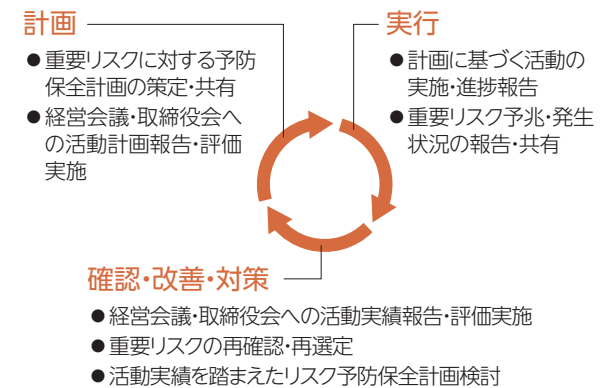 計画
●重要リスクに対する予防
保全計画の策定・共有
●経営会議・取締役会へ
の活動計画報告・評価
実施
実行
●計画に基づく活動の
実施・進捗報告
●重要リスク予兆・発生
状況の報告・共有
確認・改善・対策
●経営会議・取締役会への活動実績報告・評価実施
●重要リスクの再確認・再選定
●活動実績を踏まえたリスク予防保全計画検討